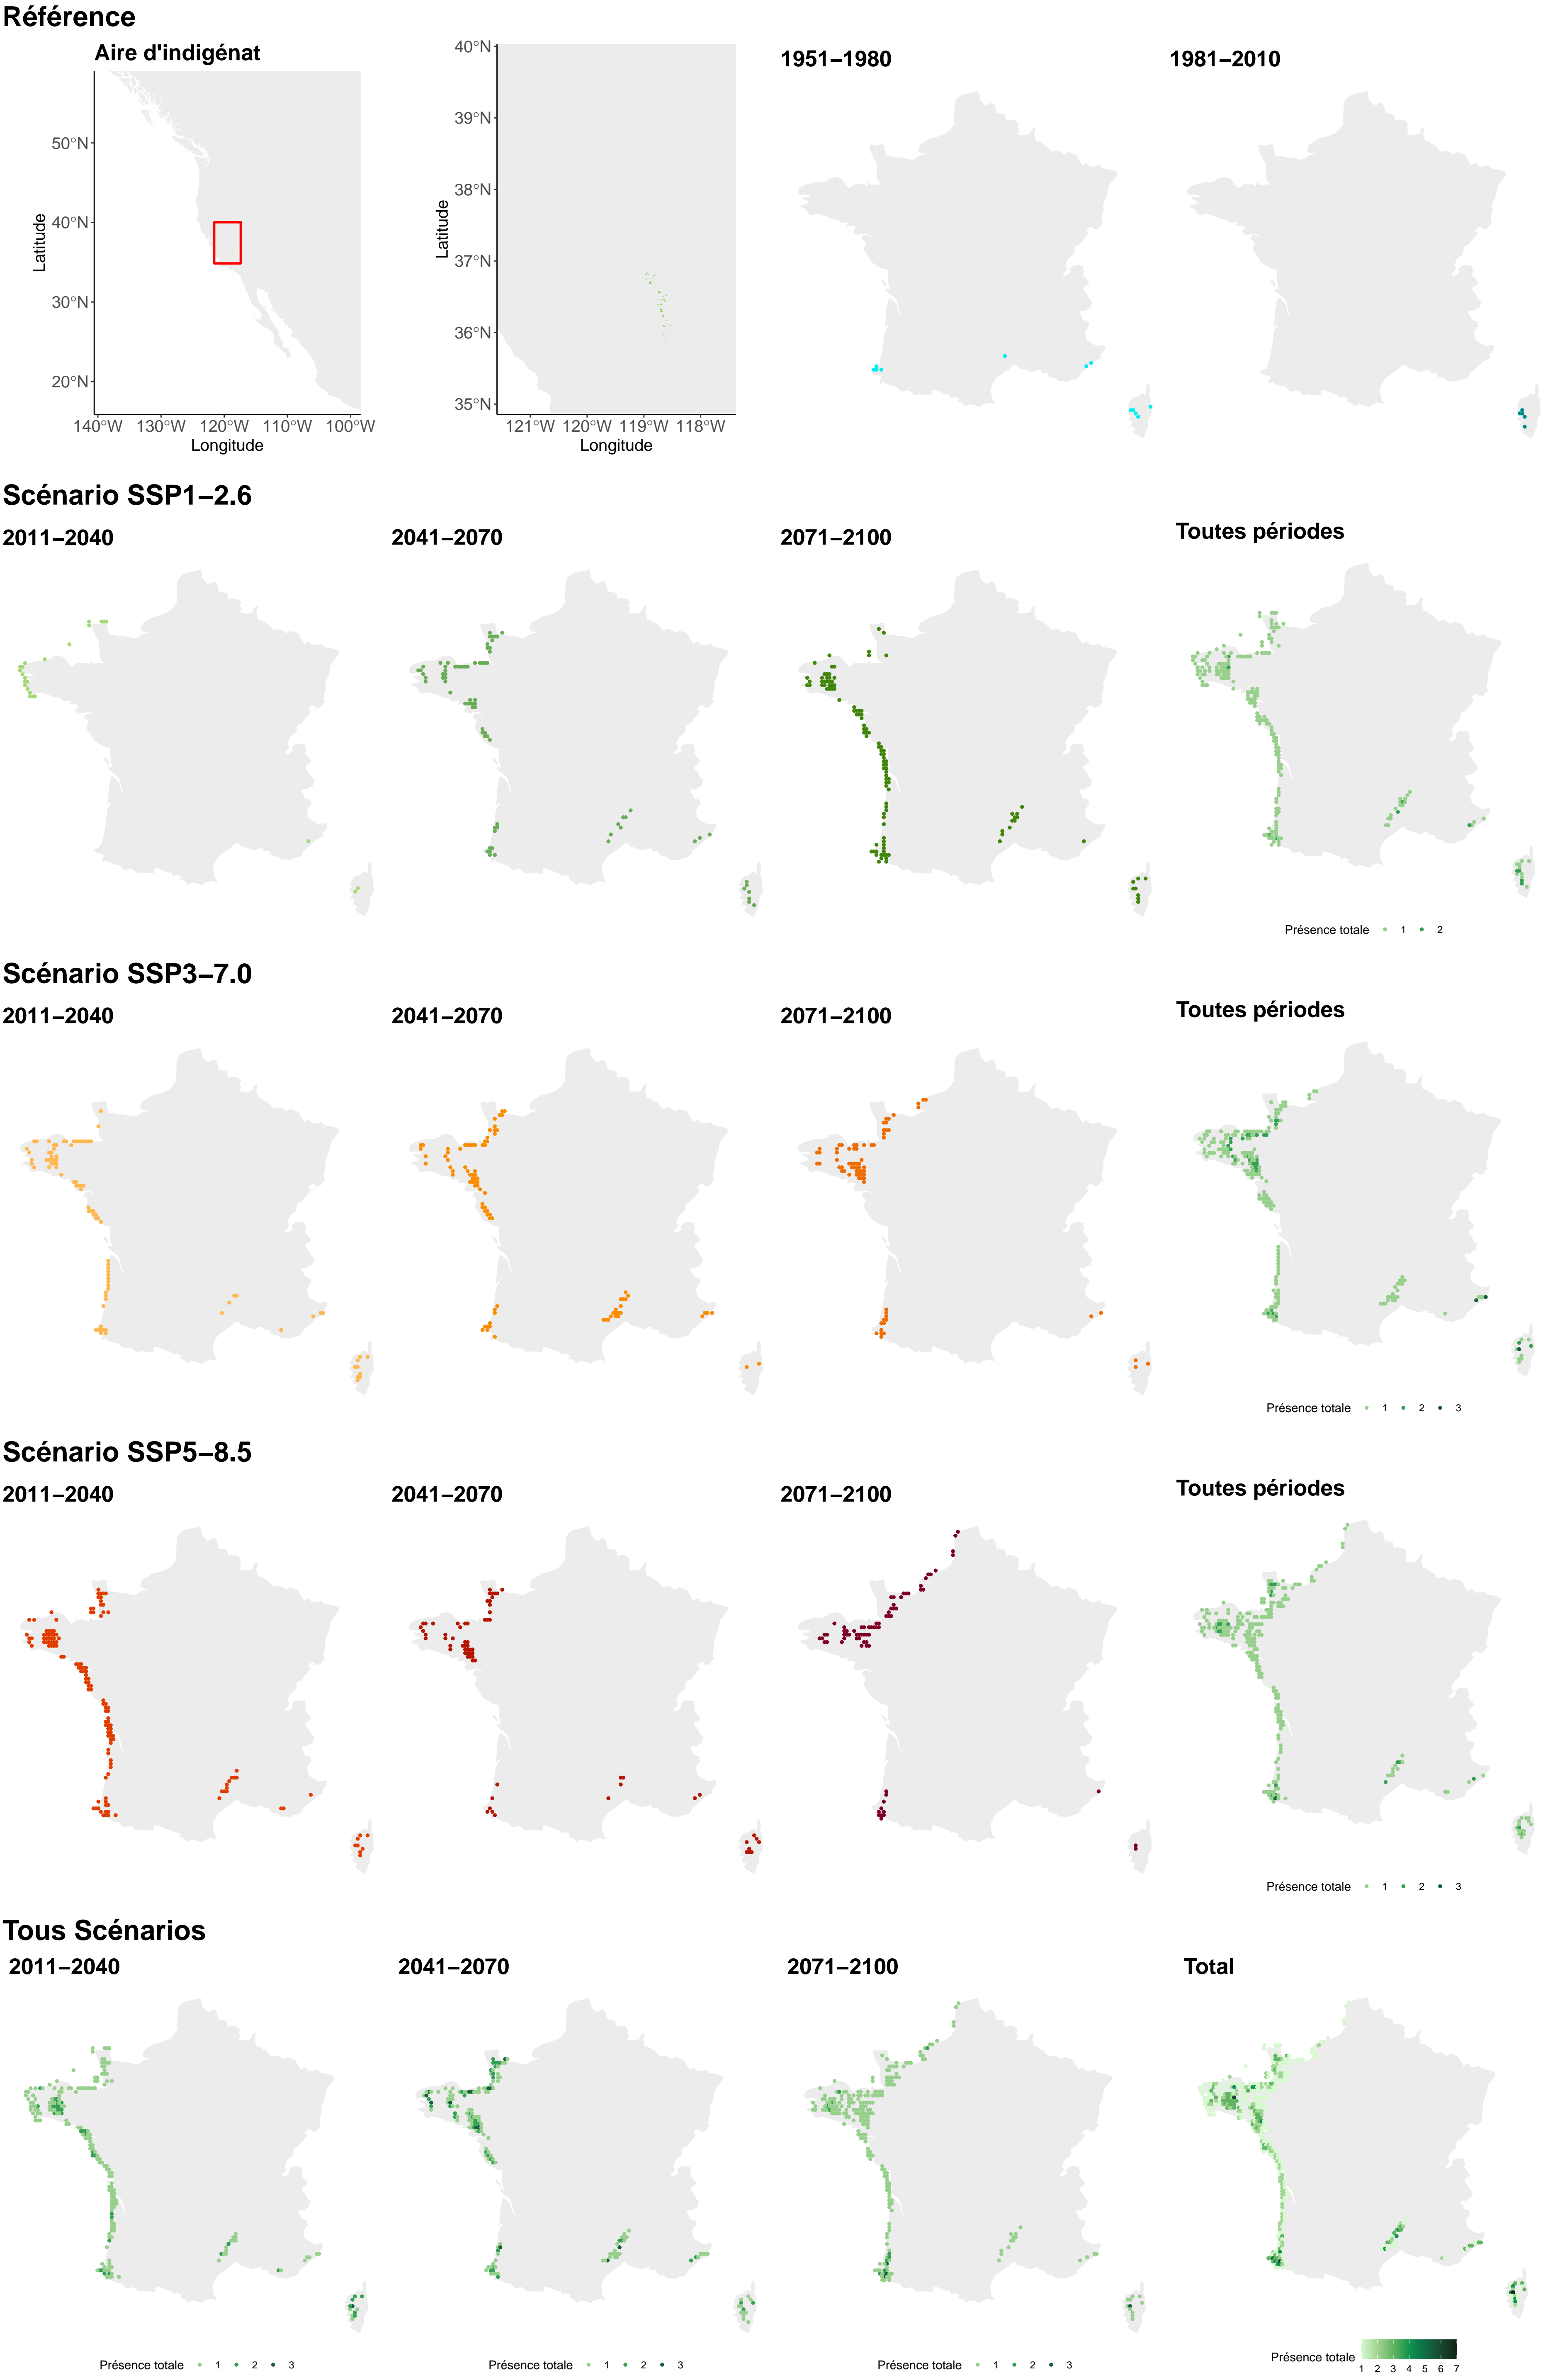 Référence
Aire d'indigénat
1951–1980
1981–2010
50°N
40°N
30°N
20°N
Latitude
140°W 130°W 120°W 110°W 100°W
Longitude
40°N
39°N
38°N
37°N
36°N
35°N
Latitude
121°W 120°W 119°W 118°W
Longitude
Scénario SSP1–2.6
2011–2040
2041–2070
2071–2100
Toutes périodes
Présence totale 1 2
Scénario SSP3–7.0
2011–2040
2041–2070
2071–2100
Toutes périodes
Présence totale 1 2 3
Scénario SSP5–8.5
2011–2040
2041–2070
2071–2100
Toutes périodes
Présence totale 1 2 3
Tous Scénarios
2011–2040
2041–2070
2071–2100
Total
Présence totale 1 2 3
Présence totale 1 2 3
Présence totale 1 2 3
Présence totale
1 2 3 4 5 6 7